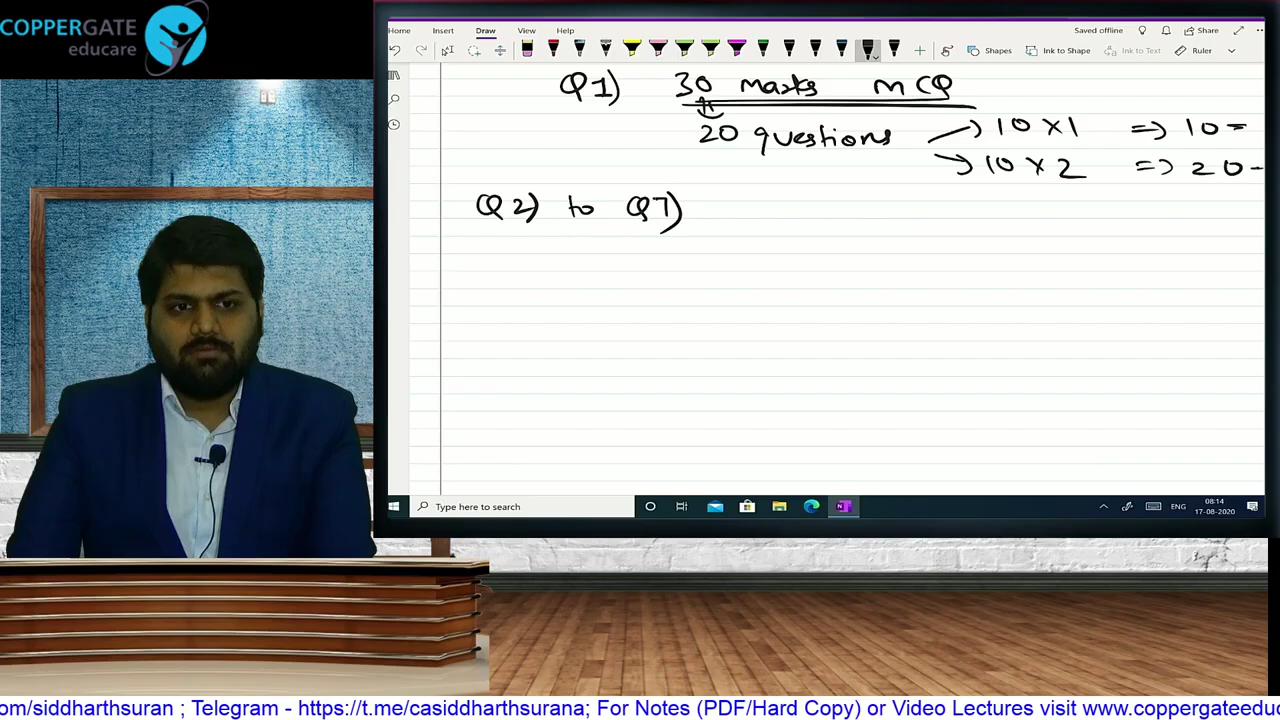 COPPERGATE
educare
Home Insert Draw View Help Saved offline Share
Shapes Ink to Shape Ink to Text Ruler
Q1) 30 marks MCQ
20 questions → 10 x 1 => 10 -
→ 10 x 2 => 20 -
Q2) to Q7)
Type here to search
ENG 08:14
17-08-2020
om/siddharthsuran ; Telegram - https://t.me/casiddharthsurana; For Notes (PDF/Hard Copy) or Video Lectures visit www.coppergateedu